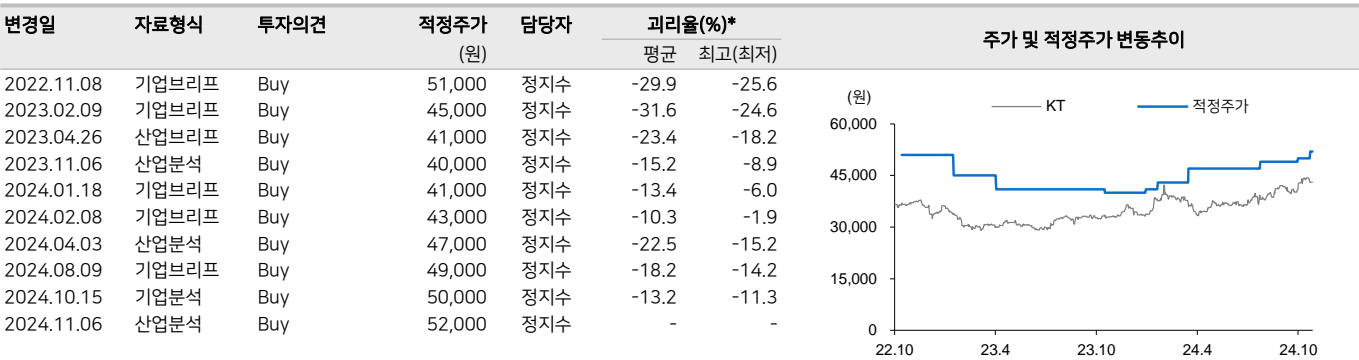 변경일 자료형식 투자의견 적정주가 담당자 괴리율(%)* 주가 및 적정주가 변동추이
(원) 평균 최고(최저)
2022.11.08 기업브리프 Buy 51,000 정지수 -29.9 -25.6
2023.02.09 기업브리프 Buy 45,000 정지수 -31.6 -24.6
2023.04.26 산업브리프 Buy 41,000 정지수 -23.4 -18.2
2023.11.06 산업분석 Buy 40,000 정지수 -15.2 -8.9
2024.01.18 기업브리프 Buy 41,000 정지수 -13.4 -6.0
2024.02.08 기업브리프 Buy 43,000 정지수 -10.3 -1.9
2024.04.03 산업분석 Buy 47,000 정지수 -22.5 -15.2
2024.08.09 기업브리프 Buy 49,000 정지수 -18.2 -14.2
2024.10.15 기업분석 Buy 50,000 정지수 -13.2 -11.3
2024.11.06 산업분석 Buy 52,000 정지수 - -
(원) KT 적정주가
60,000
45,000
30,000
15,000
0
22.10 23.4 23.10 24.4 24.10